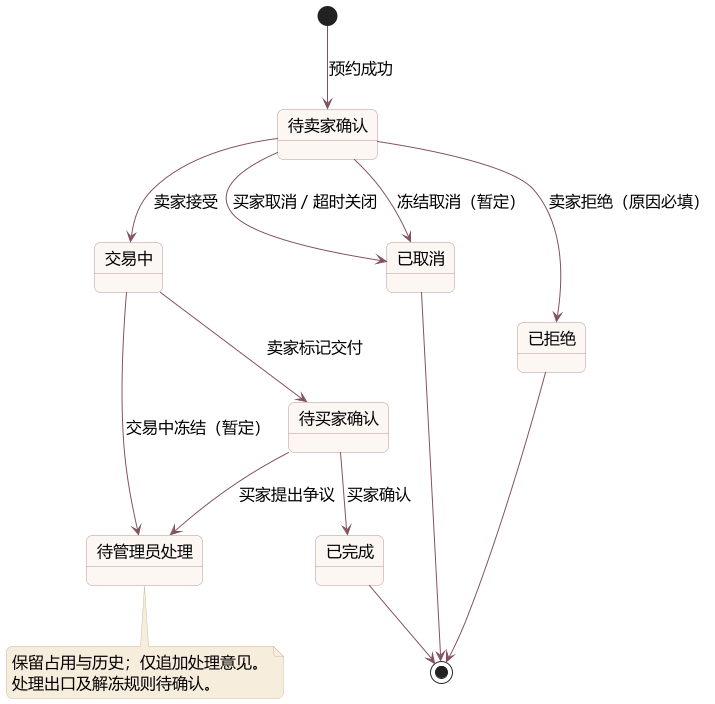 预约成功
待卖家确认
卖家接受
买家取消 / 超时关闭
冻结取消（暂定）
卖家拒绝（原因必填）
交易中
已取消
已拒绝
卖家标记交付
待买家确认
交易中冻结（暂定）
买家提出争议
买家确认
待管理员处理
已完成
保留占用与历史；仅追加处理意见。
处理出口及解冻规则待确认。